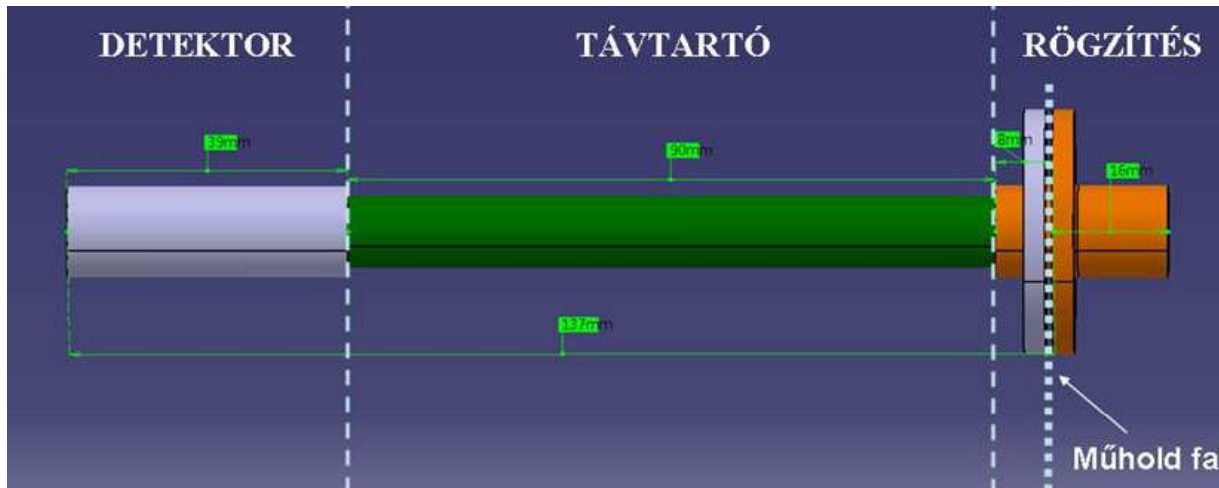 DETEKTOR
TÁVTARTÓ
RÖGZÍTÉS
39mm
90mm
8mm
16mm
137mm
Műhold fa